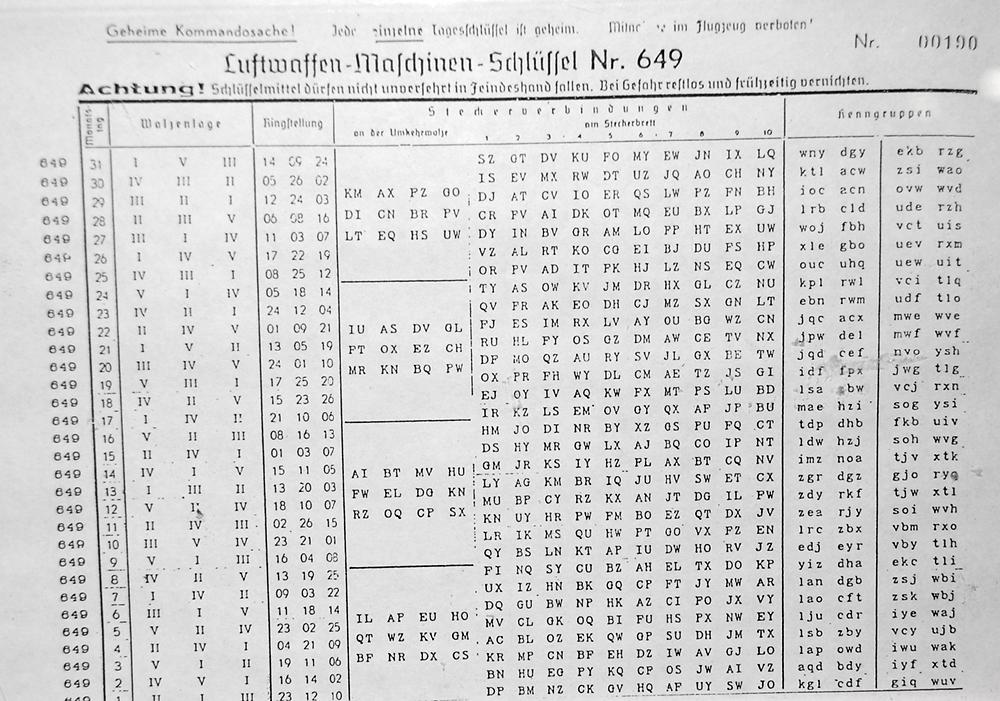 Geheime Kommandosache! Jede einzelne Tagesschlüssel ist geheim. im Flugzeug verboten!
Nr. 00190
Luftwaffen-Maschinen-Schlüssel Nr. 649
Achtung! Schlüsselmittel dürfen nicht unversehrt in Feindeshand fallen. Bei Gefahr restlos und frühzeitig vernichten.
Monatstag Walzenlage Ringstellung Steckerverbindungen Kenngruppen
an der Umkehrwalze am Steckerbrett
1 2 3 4 5 6 7 8 9 10
649 31 I V III 14 09 24 SZ GT DV KU FO MY EW JN IX LQ wny dgy ekb rzg
649 30 IV III II 05 26 02 IS EV MX RW DT UZ JQ AO CH NY ktl acw zsi wao
649 29 III II I 12 24 03 KM AX PZ GO DJ AT CV IO ER QS LW PZ FN BH ioc acn ovw wvd
649 28 II III V 06 08 16 DI CN BR PV CR FV AI DK OT MQ EU BX LP GJ lrb cld ude rzh
649 27 III I IV 11 03 07 LT EQ HS UW DY IN BV GR AM LO FP HT EX UW woj fbh vct uis
649 26 I IV V 17 22 19 VZ AL RT KO CG EI BJ DU FS HP xle gbo uev rxm
649 25 IV III I 08 25 12 OR PV AD IT FK HJ LZ NS EQ CW ouc uhq uew uit
649 24 V I IV 05 18 14 TY AS OW KV JM DR HX GL CZ NU kpl rwl vci tlq
649 23 IV II I 24 12 04 QV FR AK EO DH CJ MZ SX GN LT ebn rwm udf tlo
649 22 II IV V 01 09 21 IU AS DV GL FJ ES IM RX LV AY OU BG WZ CN jqc acx mwe wve
649 21 I V II 13 05 19 FT OX EZ CH RU HL FY OS GZ DM AW CE TV NX jpw del mwf wvf
649 20 III IV V 24 01 10 MR KN BQ PW DF MO QZ AU RY SV JL GX BE TW jqd cef nvo ysh
649 19 V III I 17 25 20 OX PR FH WY DL CM AE TZ JS GI idf fpx jwg tlg
649 18 IV II V 15 23 26 EJ OY IV AQ KW FX MT PS LU BD lsa gbw vcj rxn
649 17 I IV II 21 10 06 IR KZ LS EM OV GY QX AF JP BU mae hzi sog ysi
649 16 V II III 08 16 13 HM JO DI NR BY XZ GS PU FQ CT tdp dhb fkb uiv
649 15 II IV I 01 03 07 DS HY MR GW LX AJ BQ CO IP NT ldw hzj soh wvg
649 14 IV I V 15 11 05 AI BT MV HU GM JR KS IY HZ PL AX BT CQ NV imz noa tjv xtk
649 13 I III II 13 20 03 FW EL DG KN LY AG KM BR IQ JU HV SW ET CX zgr dgz gjo ryq
649 12 V II IV 18 10 07 RZ OQ CP SX MU BP CY RZ KX AN JT DG IL FW zdy rkf tjw xtl
649 11 II IV III 02 26 15 KN UY HR PW FM BO EZ QT DX JV zea rjy soi wvh
649 10 III V IV 23 21 01 LR IK MS QU HW PT GO VX FZ EN lrc zbx vbm rxo
649 9 V I III 16 04 08 QY BS LN KT AP IU DW HO RV JZ edj eyr vby tlh
649 8 IV II V 13 19 25 FI NQ SY CU BZ AH EL TX DO KP yiz dha ekc tli
649 7 I IV II 09 03 22 UX IZ HN BK GQ CP FT JY MW AR lan dgb zsj wbi
649 6 III I V 11 18 14 IL AP EU HO DQ GU BW NP HK AZ CI FO JX VY lao cft zsk wbj
649 5 V II IV 23 02 25 QT WZ KV GM MV CL GK OQ BI FU HS PX NW EY lju cdr iye waj
649 4 II IV I 04 21 09 BF NR DX CS AC BL OZ EK QW GP SU DH JM TX lsb zby vcy ujb
649 3 V I II 19 11 06 KR MP CN BF EH DZ IW AV GJ LO lap owd iwu wak
649 2 IV V I 16 14 02 BN HU EG PY KQ CP OS JW AI VZ aqd bdy iyf xtd
649 1 II I III 23 12 10 DP BM NZ CK GV HQ AF UY SW JO kgl cdf giq wuv